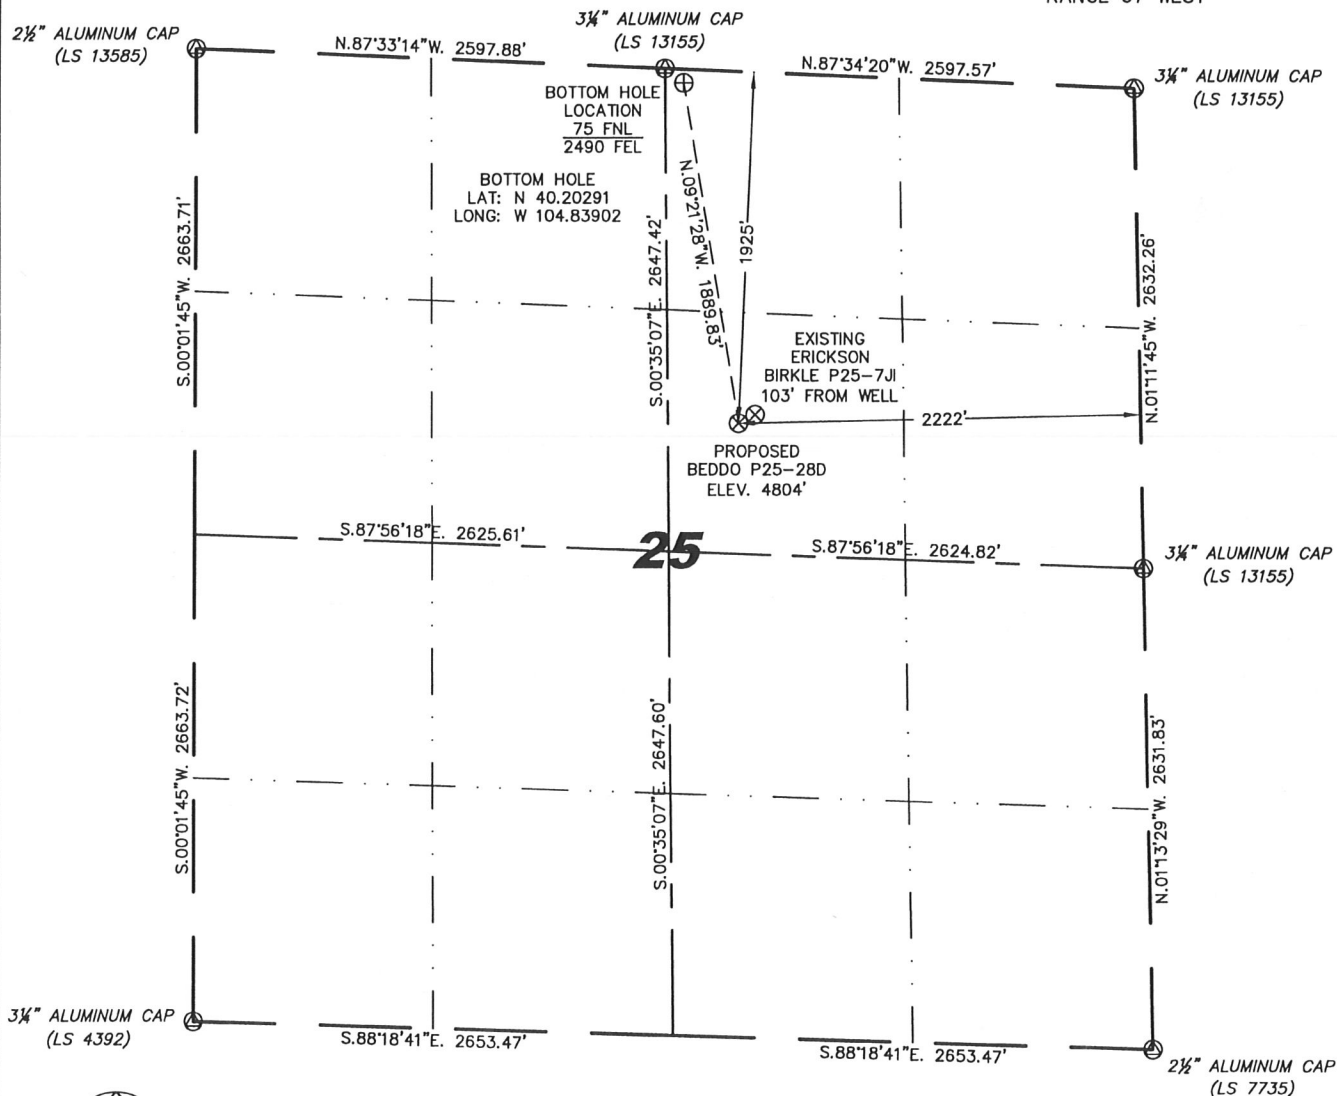 RANGE 67 WEST
2½" ALUMINUM CAP
(LS 13585)
N.87°33'14"W. 2597.88'
3¼" ALUMINUM CAP
(LS 13155)
N.87°34'20"W. 2597.57'
3¼" ALUMINUM CAP
(LS 13155)
BOTTOM HOLE
LOCATION
75 FNL
2490 FEL
BOTTOM HOLE
LAT: N 40.20291
LONG: W 104.83902
S.00°01'45"W. 2663.71'
S.00°35'07"E. 2647.42'
N.09°21'28"W. 1889.83'
1925'
N.01°11'45"W. 2632.26'
EXISTING
ERICKSON
BIRKLE P25-7JI
103' FROM WELL
2222'
PROPOSED
BEDDO P25-28D
ELEV. 4804'
S.87°56'18"E. 2625.61'
25
S.87°56'18"E. 2624.82'
3¼" ALUMINUM CAP
(LS 13155)
S.00°01'45"W. 2663.72'
S.00°35'07"E. 2647.60'
N.01°13'29"W. 2631.83'
3¼" ALUMINUM CAP
(LS 4392)
S.88°18'41"E. 2653.47'
S.88°18'41"E. 2653.47'
2½" ALUMINUM CAP
(LS 7735)